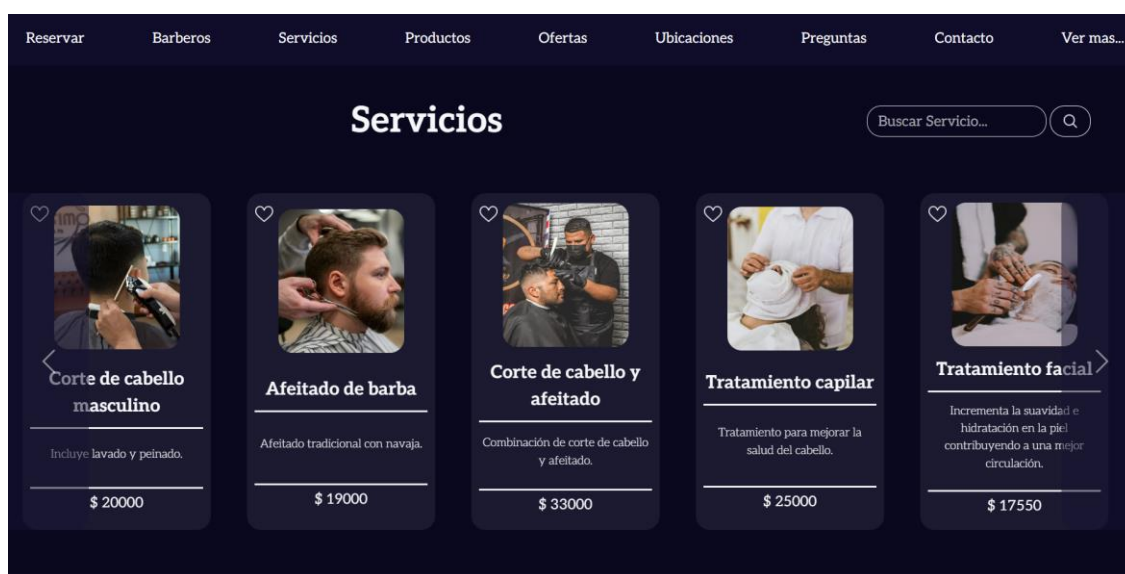 Reservar
Barberos
Servicios
Productos
Ofertas
Ubicaciones
Preguntas
Contacto
Ver mas...
Servicios
Buscar Servicio...
Corte de cabello
masculino
Incluye lavado y peinado.
$ 20000
Afeitado de barba
Afeitado tradicional con navaja.
$ 19000
Corte de cabello y
afeitado
Combinación de corte de cabello
y afeitado.
$ 33000
Tratamiento capilar
Tratamiento para mejorar la
salud del cabello.
$ 25000
Tratamiento facial
Incrementa la suavidad e
hidratación en la piel
contribuyendo a una mejor
circulación.
$ 17550